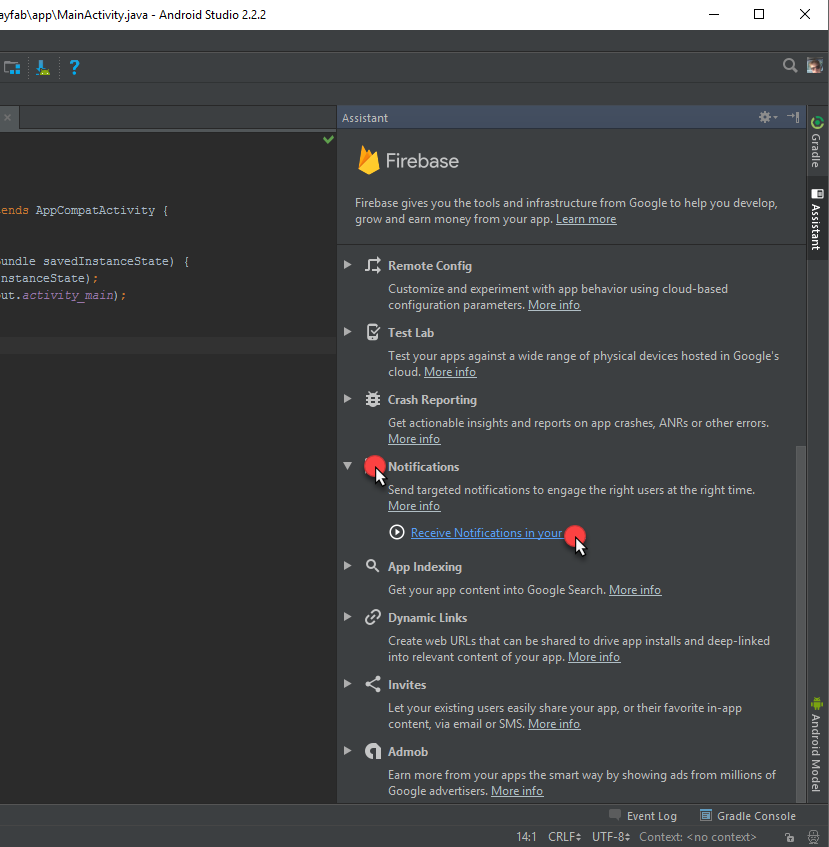 ayfab\app\MainActivity.java - Android Studio 2.2.2
?
Assistant
Firebase
Firebase gives you the tools and infrastructure from Google to help you develop,
grow and earn money from your app. Learn more
ends AppCompatActivity {
undle savedInstanceState) {
nstanceState);
out.activity_main);
Remote Config
Customize and experiment with app behavior using cloud-based
configuration parameters. More info
Test Lab
Test your apps against a wide range of physical devices hosted in Google's
cloud. More info
Crash Reporting
Get actionable insights and reports on app crashes, ANRs or other errors.
More info
Notifications
Send targeted notifications to engage the right users at the right time.
More info
Receive Notifications in your
App Indexing
Get your app content into Google Search. More info
Dynamic Links
Create web URLs that can be shared to drive app installs and deep-linked
into relevant content of your app. More info
Invites
Let your existing users easily share your app, or their favorite in-app
content, via email or SMS. More info
Admob
Earn more from your apps the smart way by showing ads from millions of
Google advertisers. More info
Gradle
Assistant
Android Model
Event Log
Gradle Console
14:1 CRLF UTF-8 Context: <no context>